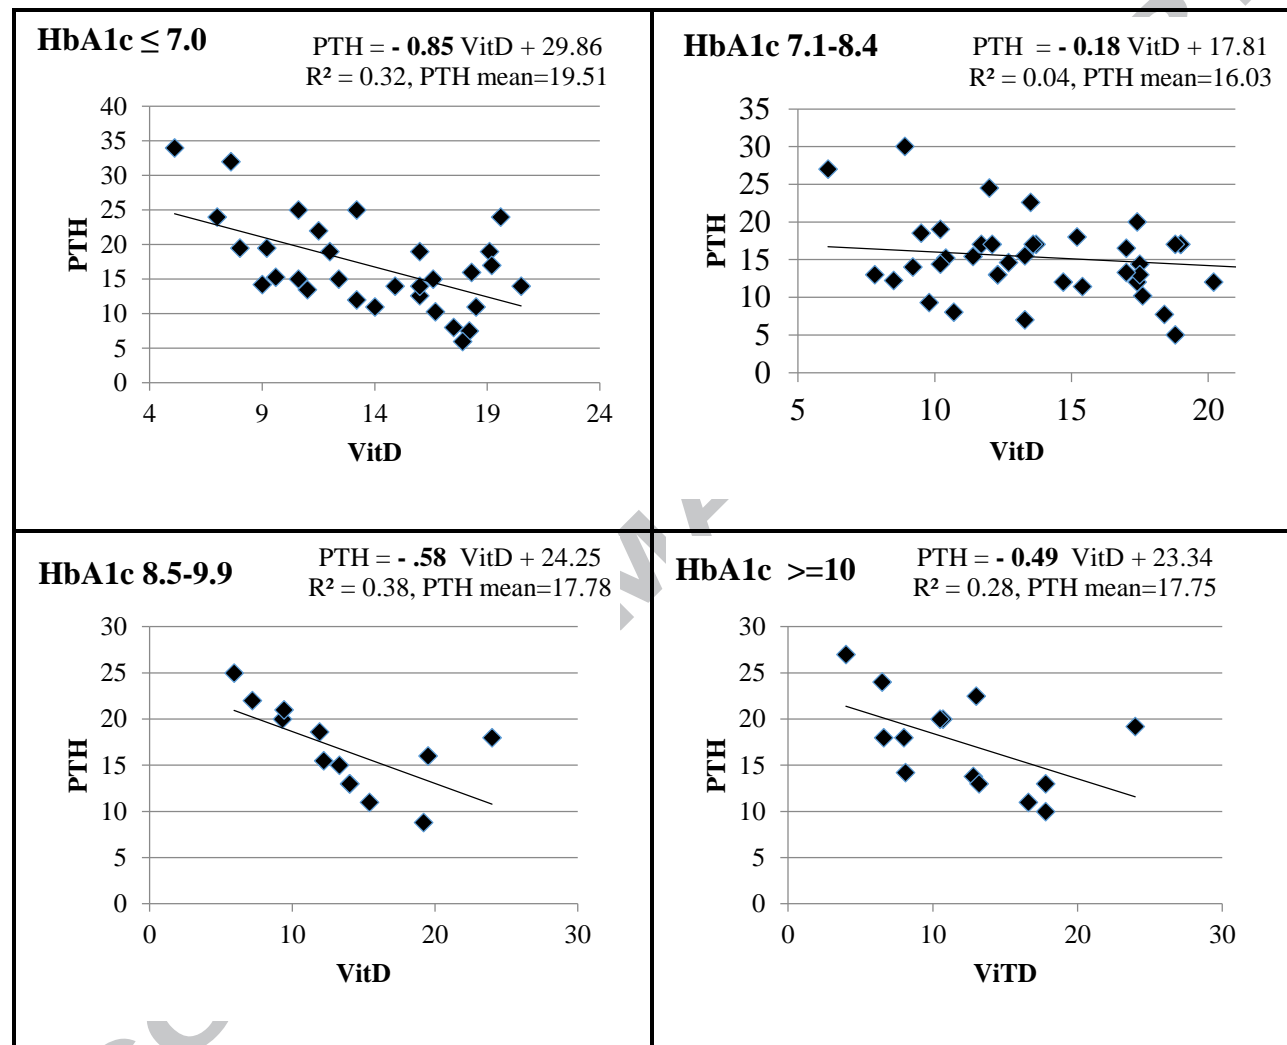 HbA1c ≤ 7.0
PTH = - 0.85 VitD + 29.86
R² = 0.32, PTH mean=19.51
40
35
30
25
20
15
10
5
0
PTH
4 9 14 19 24
VitD
HbA1c 7.1-8.4
PTH = - 0.18 VitD + 17.81
R² = 0.04, PTH mean=16.03
35
30
25
20
15
10
5
0
PTH
5 10 15 20
VitD
HbA1c 8.5-9.9
PTH = - .58 VitD + 24.25
R² = 0.38, PTH mean=17.78
30
25
20
15
10
5
0
PTH
0 10 20 30
VitD
HbA1c >=10
PTH = - 0.49 VitD + 23.34
R² = 0.28, PTH mean=17.75
30
25
20
15
10
5
0
PTH
0 10 20 30
ViTD